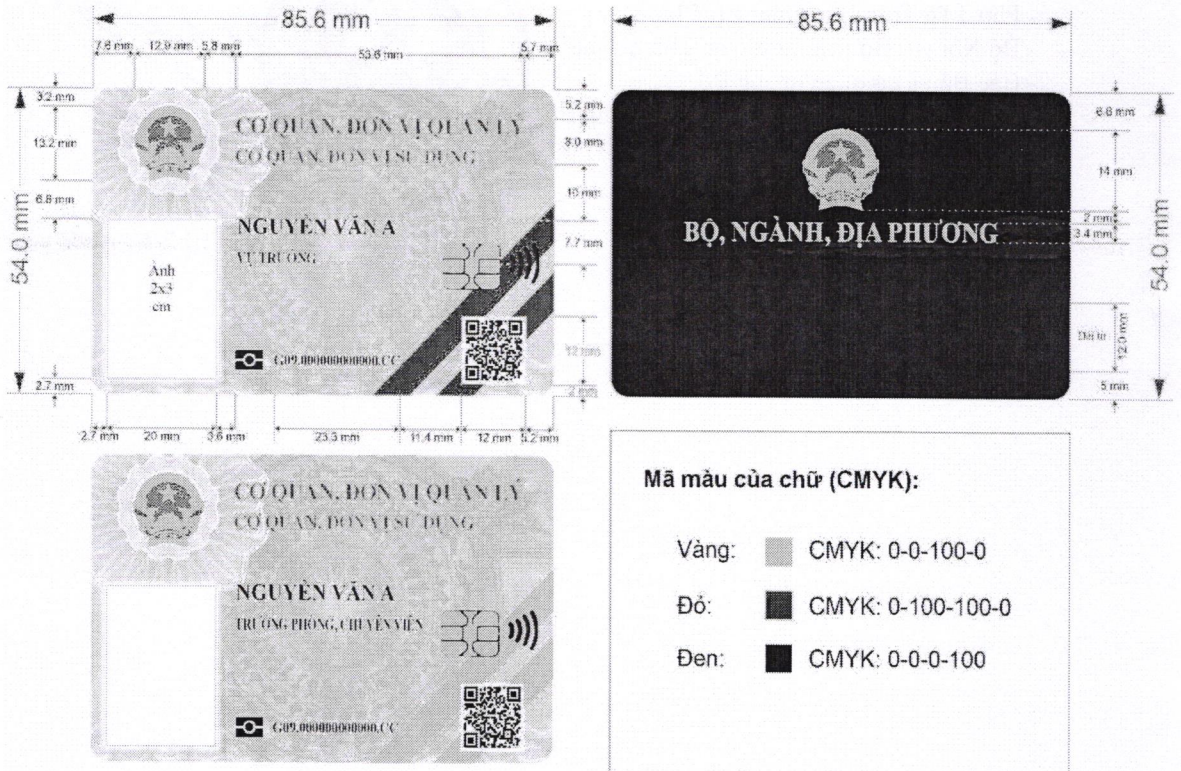 85.6 mm
7.6 mm 12.9 mm 5.8 mm 53.6 mm 5.7 mm
54.0 mm
3.2 mm
13.2 mm
6.8 mm
2.7 mm
CƠ QUAN, ĐƠN VỊ QUẢN LÝ
CƠ QUAN, ĐƠN VỊ SỬ DỤNG
NGUYỄN VĂN A
VỤ TRƯỞNG
Ảnh
2x3
cm
G09.000000000000.CC
5.2 mm
8.0 mm
10 mm
7.7 mm
12 mm
2 mm
2.7 mm 20 mm 3.6 mm 25.5 mm 11.4 mm 12 mm 5.2 mm
85.6 mm
BỘ, NGÀNH, ĐỊA PHƯƠNG
6.6 mm
14 mm
2 mm
3.4 mm
12.0 mm
5 mm
54.0 mm
CƠ QUAN, ĐƠN VỊ QUẢN LÝ
CƠ QUAN, ĐƠN VỊ SỬ DỤNG
NGUYỄN VĂN A
TRƯỞNG PHÒNG, CHUYÊN VIÊN
G09.000000000000.CC
Mã màu của chữ (CMYK):
Vàng: CMYK: 0-0-100-0
Đỏ: CMYK: 0-100-100-0
Đen: CMYK: 0-0-0-100